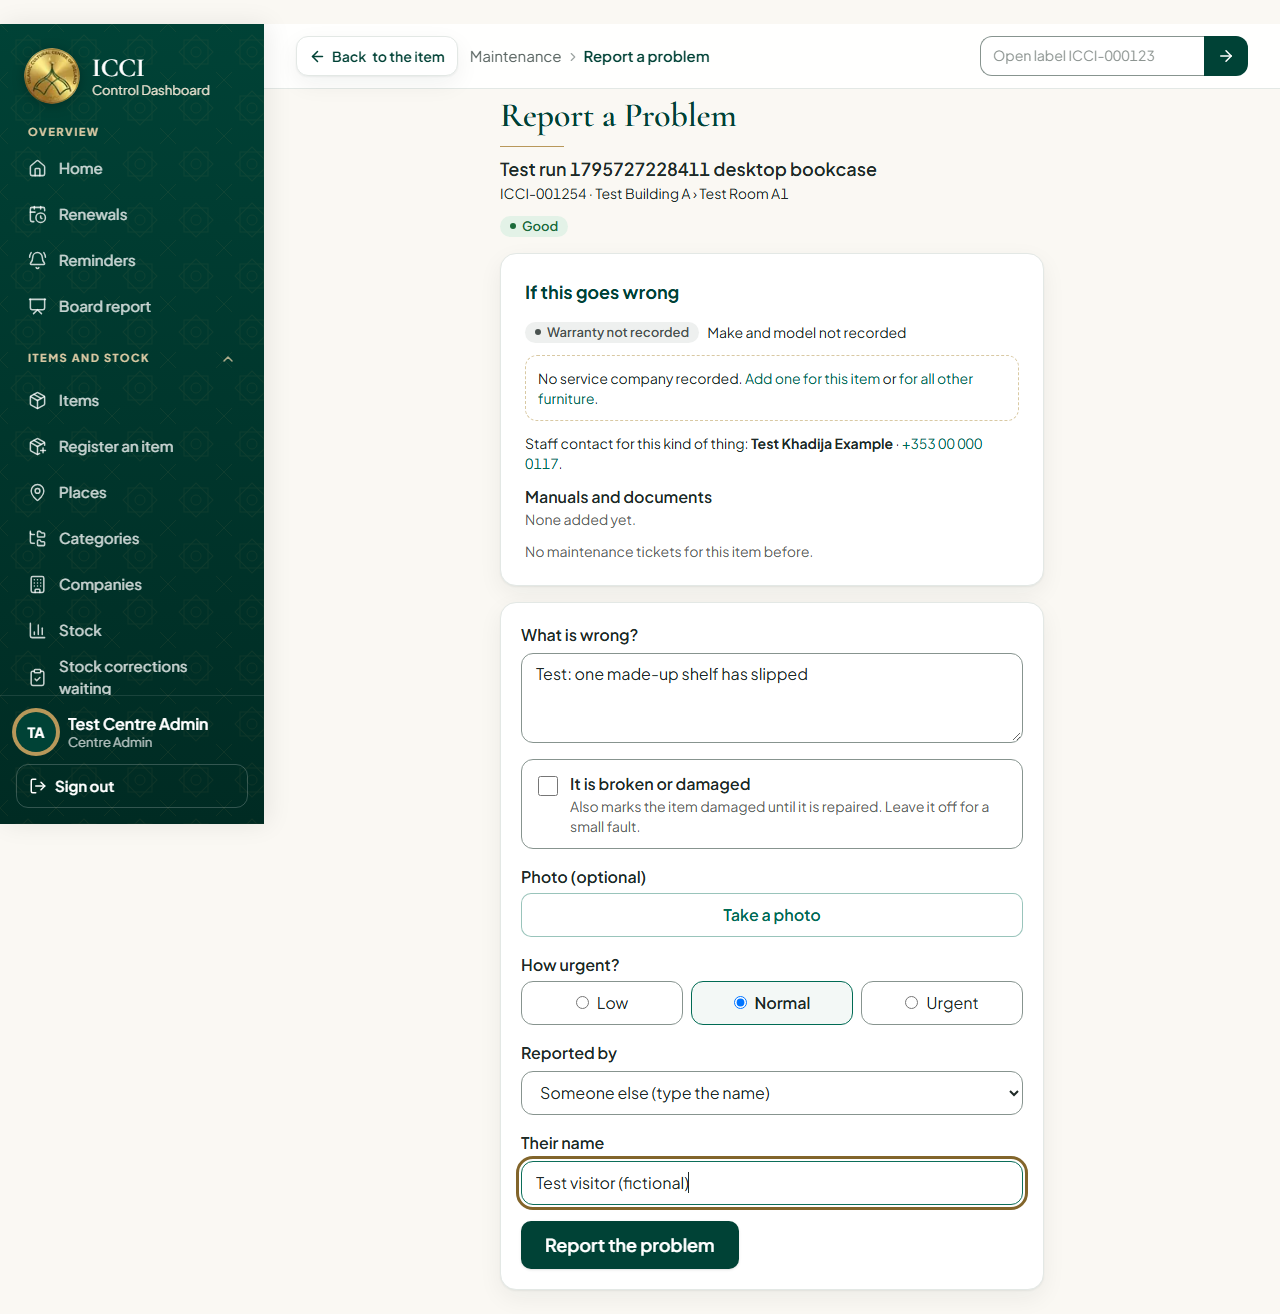 ICCI
Control Dashboard
OVERVIEW
Home
Renewals
Reminders
Board report
ITEMS AND STOCK
Items
Register an item
Places
Categories
Companies
Stock
Stock corrections
waiting
TA
Test Centre Admin
Centre Admin
Sign out
Back to the item
Maintenance › Report a problem
Open label ICCI-000123
Report a Problem
Test run 1795727228411 desktop bookcase
ICCI-001254 · Test Building A › Test Room A1
Good
If this goes wrong
Warranty not recorded
Make and model not recorded
No service company recorded. Add one for this item or for all other
furniture.
Staff contact for this kind of thing: Test Khadija Example · +353 00 000
0117.
Manuals and documents
None added yet.
No maintenance tickets for this item before.
What is wrong?
Test: one made-up shelf has slipped
It is broken or damaged
Also marks the item damaged until it is repaired. Leave it off for a
small fault.
Photo (optional)
Take a photo
How urgent?
Low
Normal
Urgent
Reported by
Someone else (type the name)
Their name
Test visitor (fictional)
Report the problem